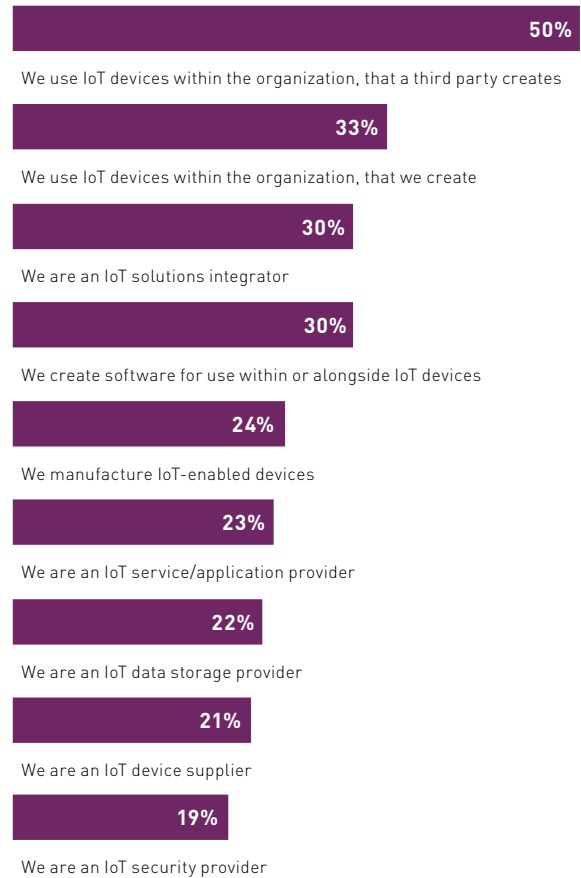 50%
We use IoT devices within the organization, that a third party creates
33%
We use IoT devices within the organization, that we create
30%
We are an IoT solutions integrator
30%
We create software for use within or alongside IoT devices
24%
We manufacture IoT-enabled devices
23%
We are an IoT service/application provider
22%
We are an IoT data storage provider
21%
We are an IoT device supplier
19%
We are an IoT security provider